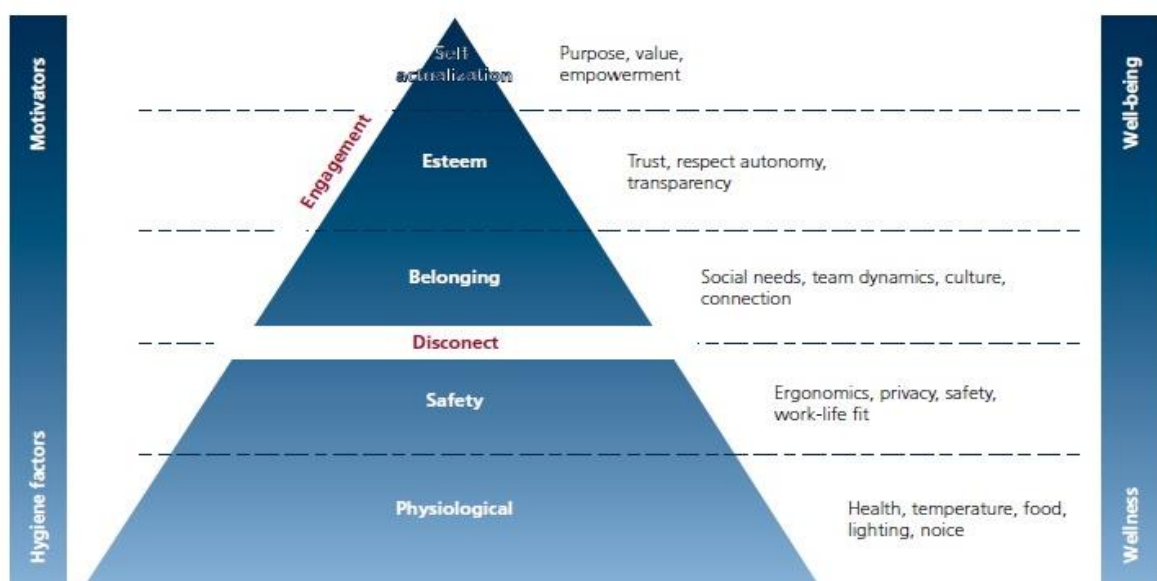 Motivators
Hygiene factors
Self
actualization
Purpose, value,
empowerment
Engagement
Esteem
Trust, respect autonomy,
transparency
Belonging
Social needs, team dynamics, culture,
connection
Disconect
Safety
Ergonomics, privacy, safety,
work-life fit
Physiological
Health, temperature, food,
lighting, noice
Well-being
Wellness